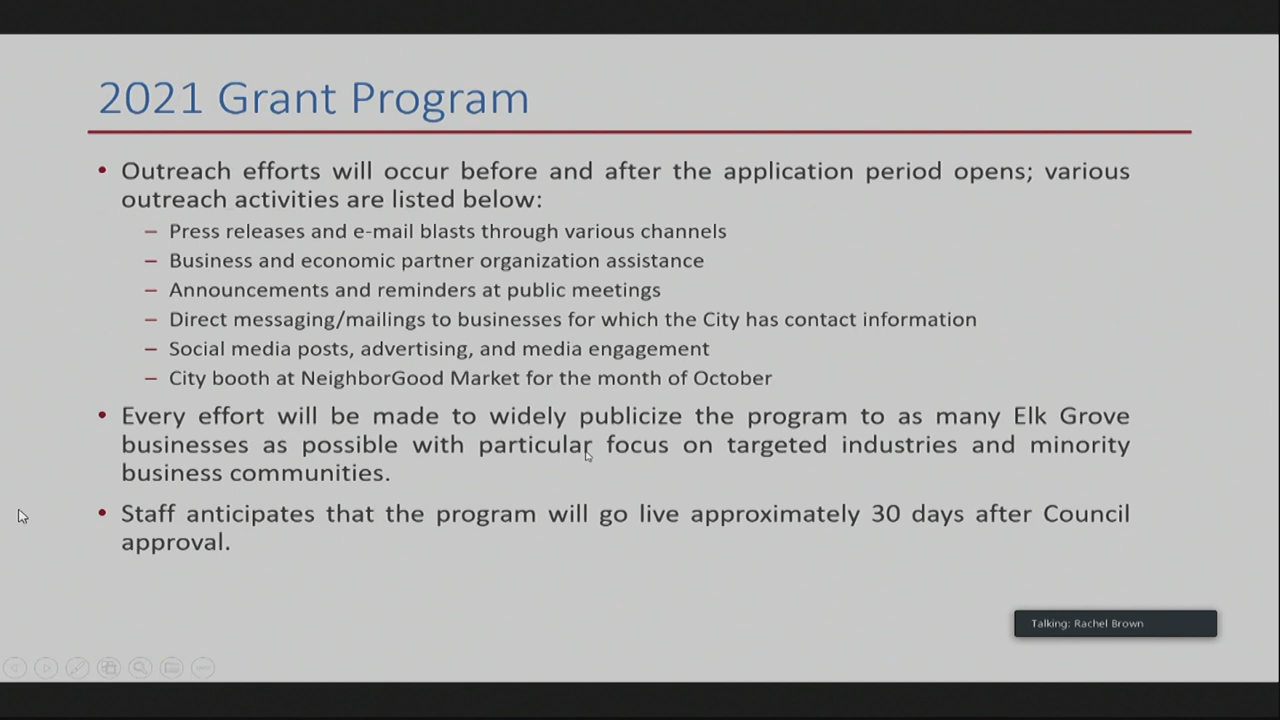 2021 Grant Program
• Outreach efforts will occur before and after the application period opens; various
outreach activities are listed below:
– Press releases and e-mail blasts through various channels
– Business and economic partner organization assistance
– Announcements and reminders at public meetings
– Direct messaging/mailings to businesses for which the City has contact information
– Social media posts, advertising, and media engagement
– City booth at NeighborGood Market for the month of October
• Every effort will be made to widely publicize the program to as many Elk Grove
businesses as possible with particular focus on targeted industries and minority
business communities.
• Staff anticipates that the program will go live approximately 30 days after Council
approval.
Talking: Rachel Brown